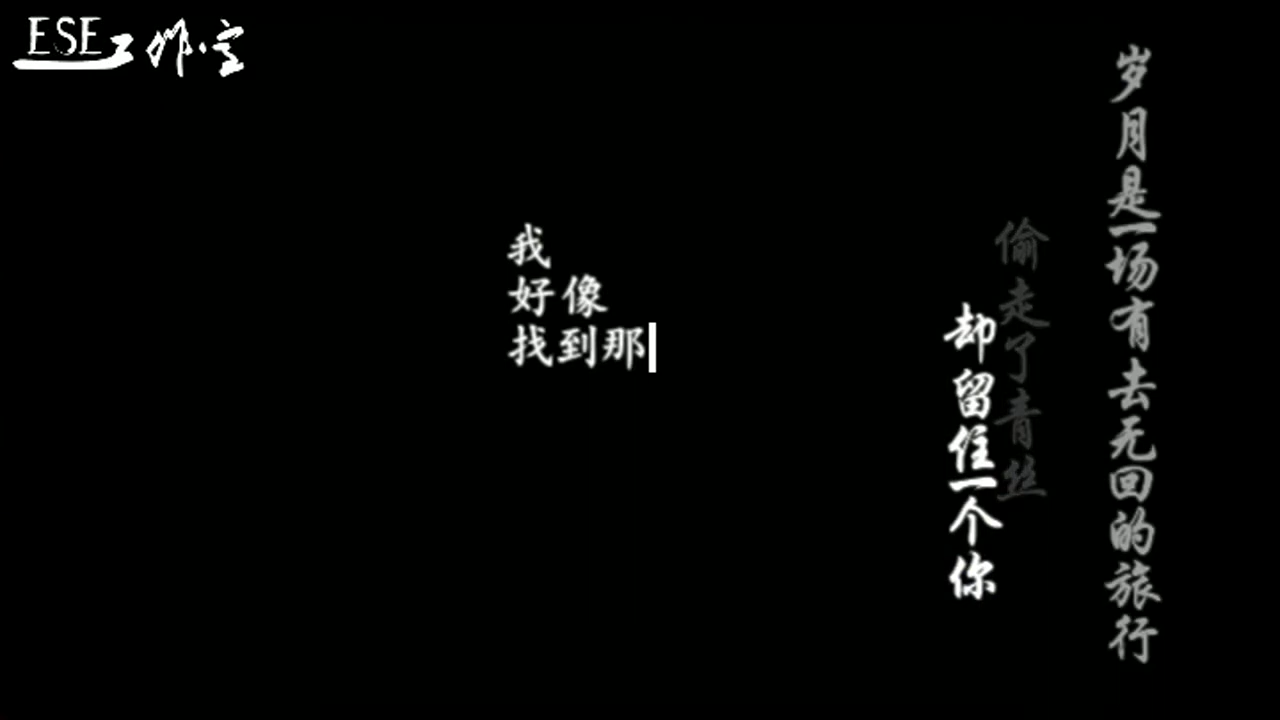 ESE工作室
岁月是一场有去无回的旅行
偷走了青丝
却留住一个你
我
好像
找到那